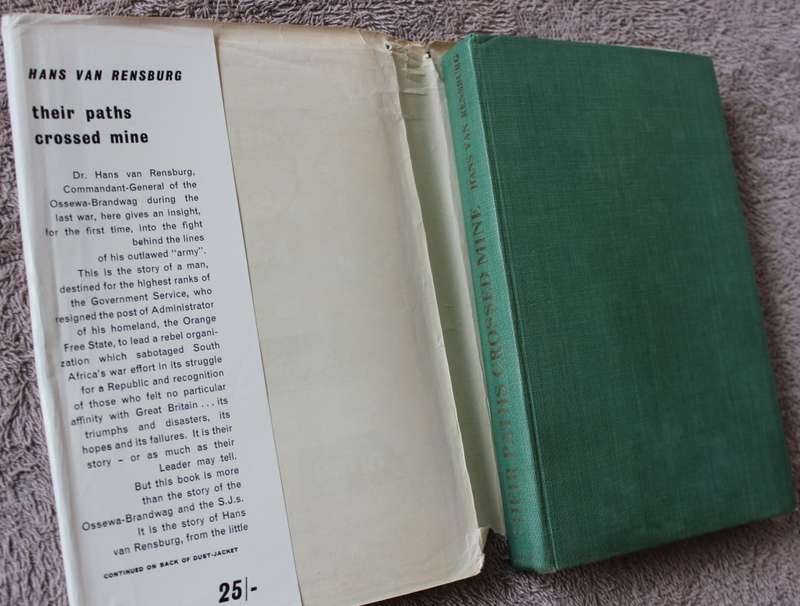 HANS VAN RENSBURG
their paths
crossed mine
Dr. Hans van Rensburg,
Commandant-General of the
Ossewa-Brandwag during the
last war, here gives an insight,
for the first time, into the fight
behind the lines
of his outlawed "army".
This is the story of a man,
destined for the highest ranks of
the Government Service, who
resigned the post of Administrator
of his homeland, the Orange
Free State, to lead a rebel organi-
zation which sabotaged South
Africa's war effort in its struggle
for a Republic and recognition
of those who felt no particular
affinity with Great Britain . . . its
triumphs and disasters, its
hopes and its failures. It is their
story – or as much as their
Leader may tell.
But this book is more
than the story of the
Ossewa-Brandwag and the S.J.s.
It is the story of Hans
van Rensburg, from the little
CONTINUED ON BACK OF DUST-JACKET
25/-
THEIR PATHS CROSSED MINE HANS VAN RENSBURG